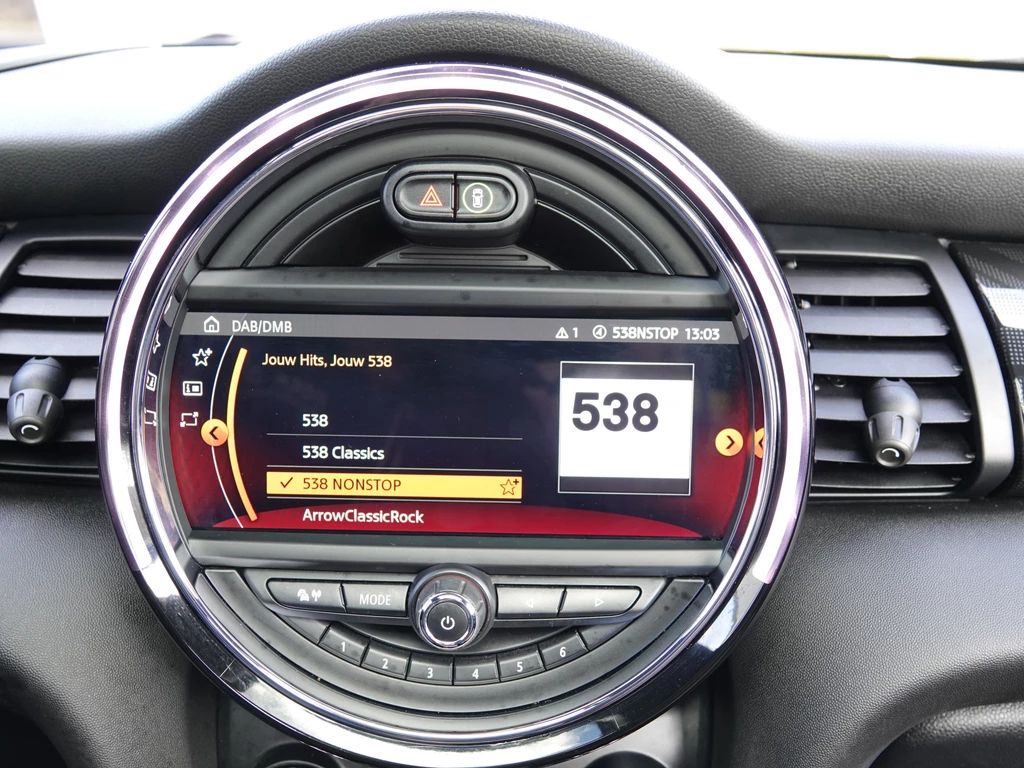 DAB/DMB
1 538NSTOP 13:03
Jouw Hits, Jouw 538
538
538
538 Classics
538 NONSTOP
ArrowClassicRock
MODE
1 2 3 4 5 6